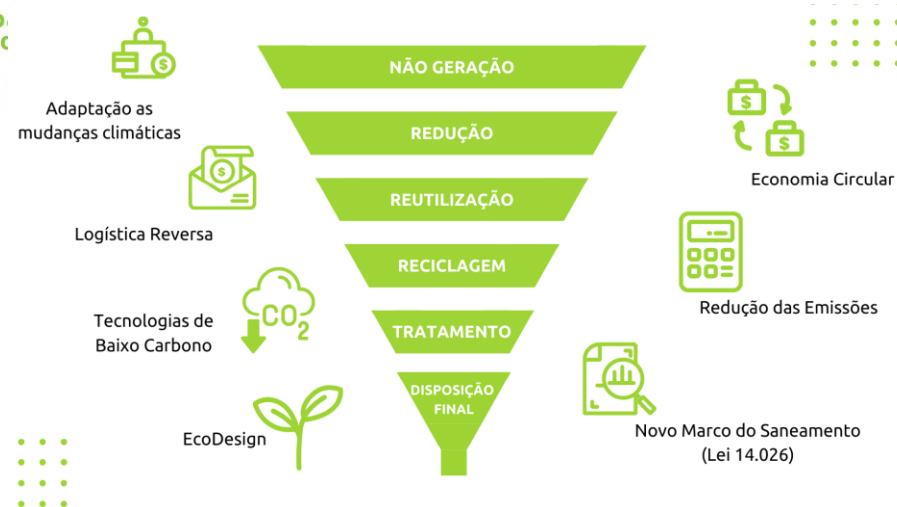 NÃO GERAÇÃO
REDUÇÃO
REUTILIZAÇÃO
RECICLAGEM
TRATAMENTO
DISPOSIÇÃO
FINAL
Adaptação as
mudanças climáticas
Logística Reversa
CO2
Tecnologias de
Baixo Carbono
EcoDesign
$
$
$
$
Economia Circular
Redução das Emissões
Novo Marco do Saneamento
(Lei 14.026)